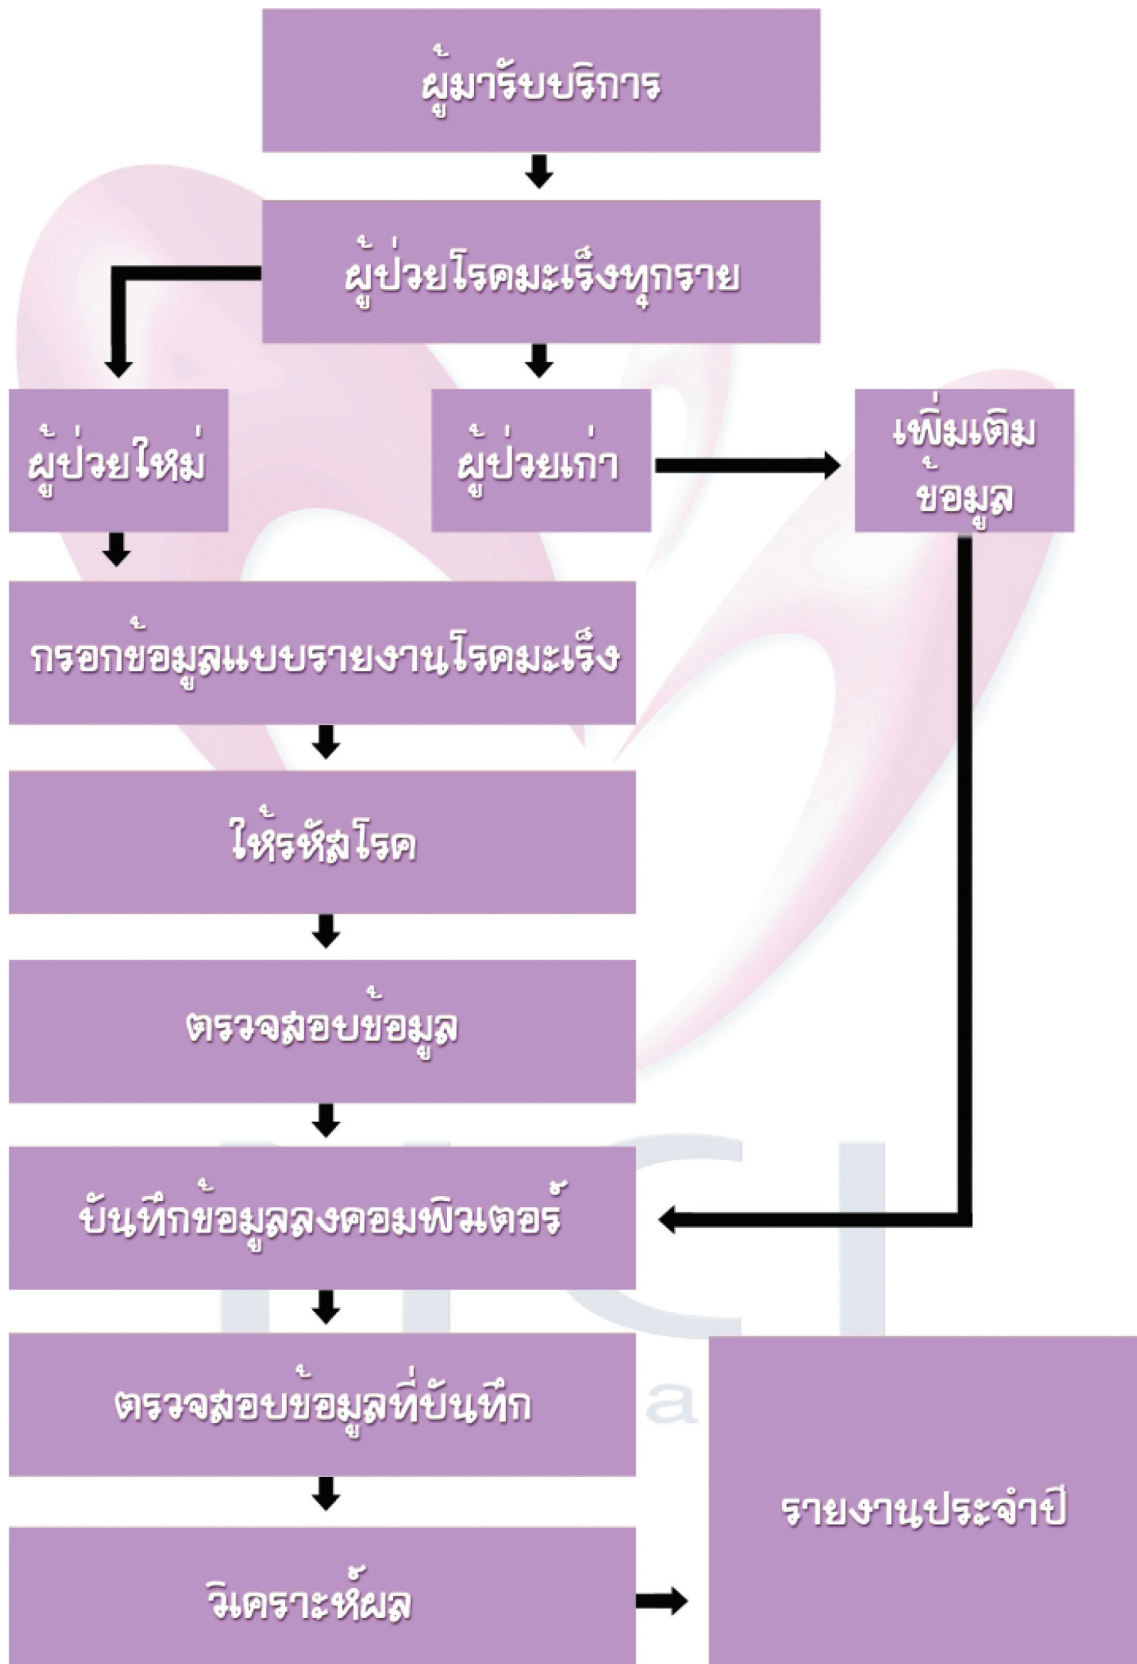 ผู้มารับบริการ
ผู้ป่วยโรคมะเร็งทุกราย
ผู้ป่วยใหม่
ผู้ป่วยเก่า
เพิ่มเติม
ข้อมูล
กรอกข้อมูลแบบรายงานโรคมะเร็ง
ให้รหัสโรค
ตรวจสอบข้อมูล
บันทึกข้อมูลลงคอมพิวเตอร์
ตรวจสอบข้อมูลที่บันทึก
วิเคราะห์ผล
รายงานประจำปี